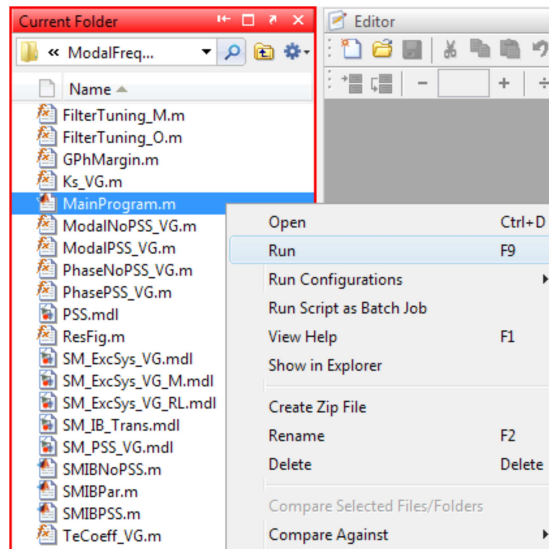 Current Folder
Editor
« ModalFreq...
Name
FilterTuning_M.m
FilterTuning_O.m
GPhMargin.m
Ks_VG.m
MainProgram.m
ModalNoPSS_VG.m
ModalPSS_VG.m
PhaseNoPSS_VG.m
PhasePSS_VG.m
PSS.mdl
ResFig.m
SM_ExcSys_VG.mdl
SM_ExcSys_VG_M.mdl
SM_ExcSys_VG_RL.mdl
SM_IB_Trans.mdl
SM_PSS_VG.mdl
SMIBNoPSS.m
SMIBPar.m
SMIBPSS.m
TeCoeff_VG.m
Open Ctrl+D
Run F9
Run Configurations
Run Script as Batch Job
View Help F1
Show in Explorer
Create Zip File
Rename F2
Delete Delete
Compare Selected Files/Folders
Compare Against